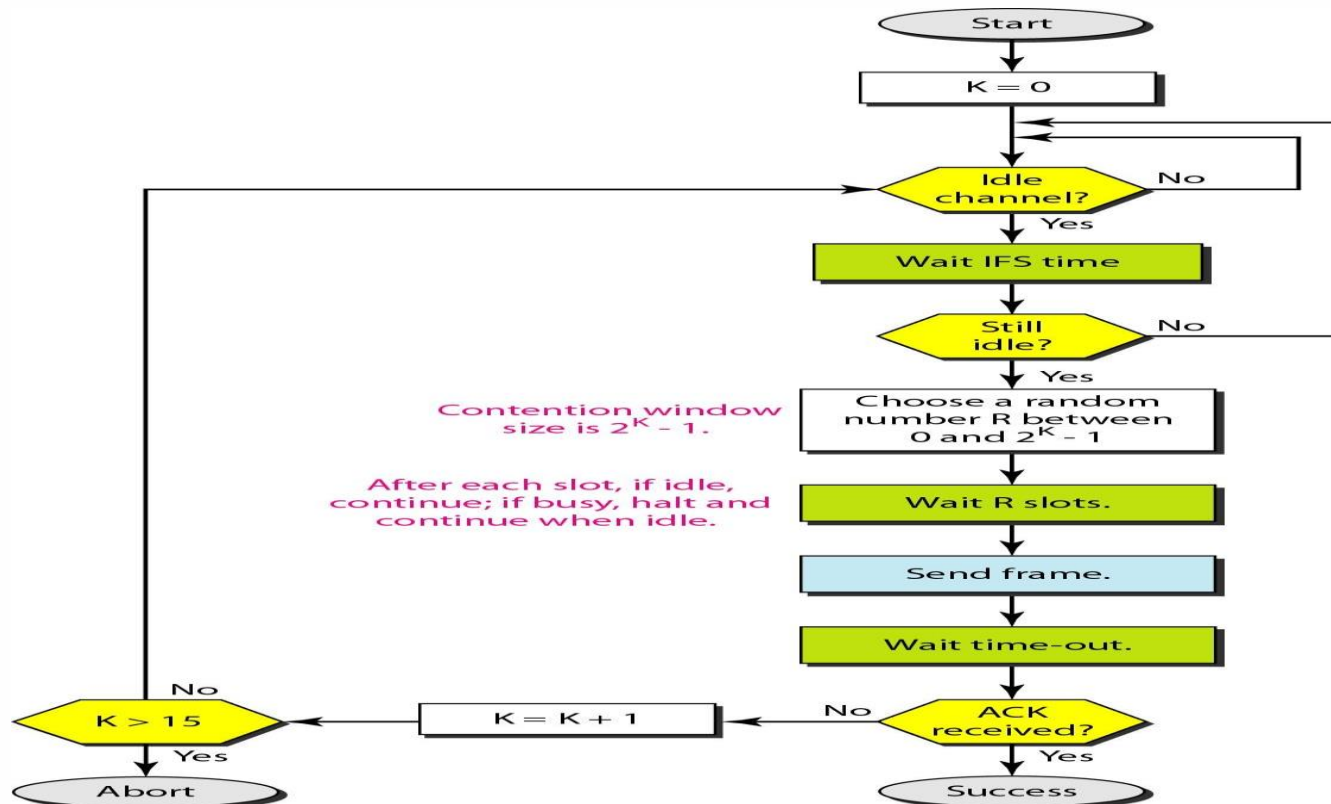 Start
K = 0
Idle
channel?
No
Yes
Wait IFS time
Still
idle?
No
Yes
Contention window
size is 2^K - 1.
Choose a random
number R between
0 and 2^K - 1
After each slot, if idle,
continue; if busy, halt and
continue when idle.
Wait R slots.
Send frame.
Wait time-out.
ACK
received?
No
Yes
K = K + 1
K > 15
No
Yes
Abort
Success